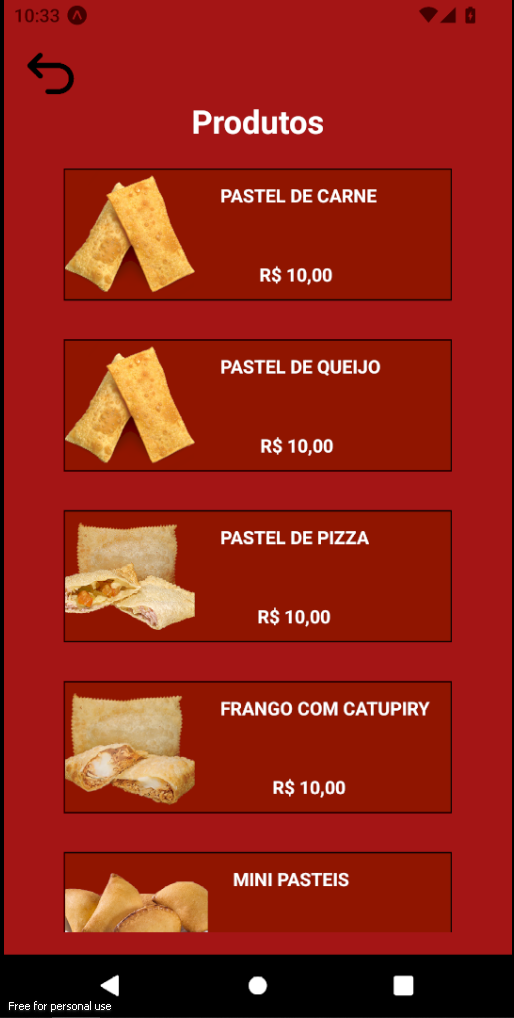 10:33
Produtos
PASTEL DE CARNE
R$ 10,00
PASTEL DE QUEIJO
R$ 10,00
PASTEL DE PIZZA
R$ 10,00
FRANGO COM CATUPIRY
R$ 10,00
MINI PASTEIS
Free for personal use